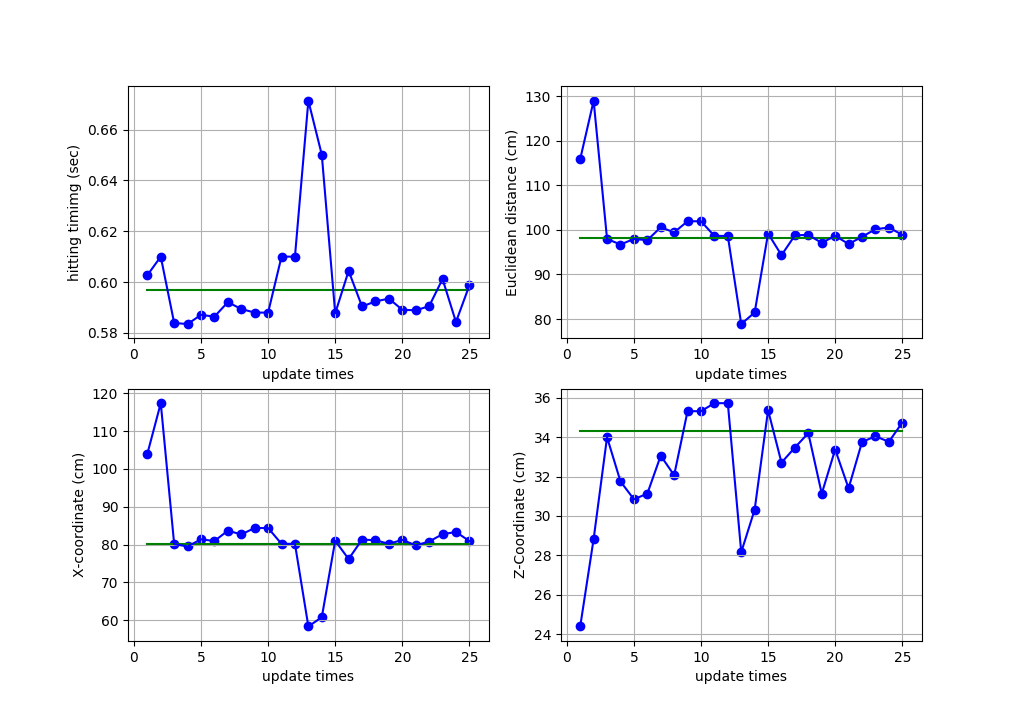 hitting timimg (sec)
0.66
0.64
0.62
0.60
0.58
0 5 10 15 20 25
update times
Euclidean distance (cm)
130
120
110
100
90
80
0 5 10 15 20 25
update times
X-coordinate (cm)
120
110
100
90
80
70
60
0 5 10 15 20 25
update times
Z-Coordinate (cm)
36
34
32
30
28
26
24
0 5 10 15 20 25
update times